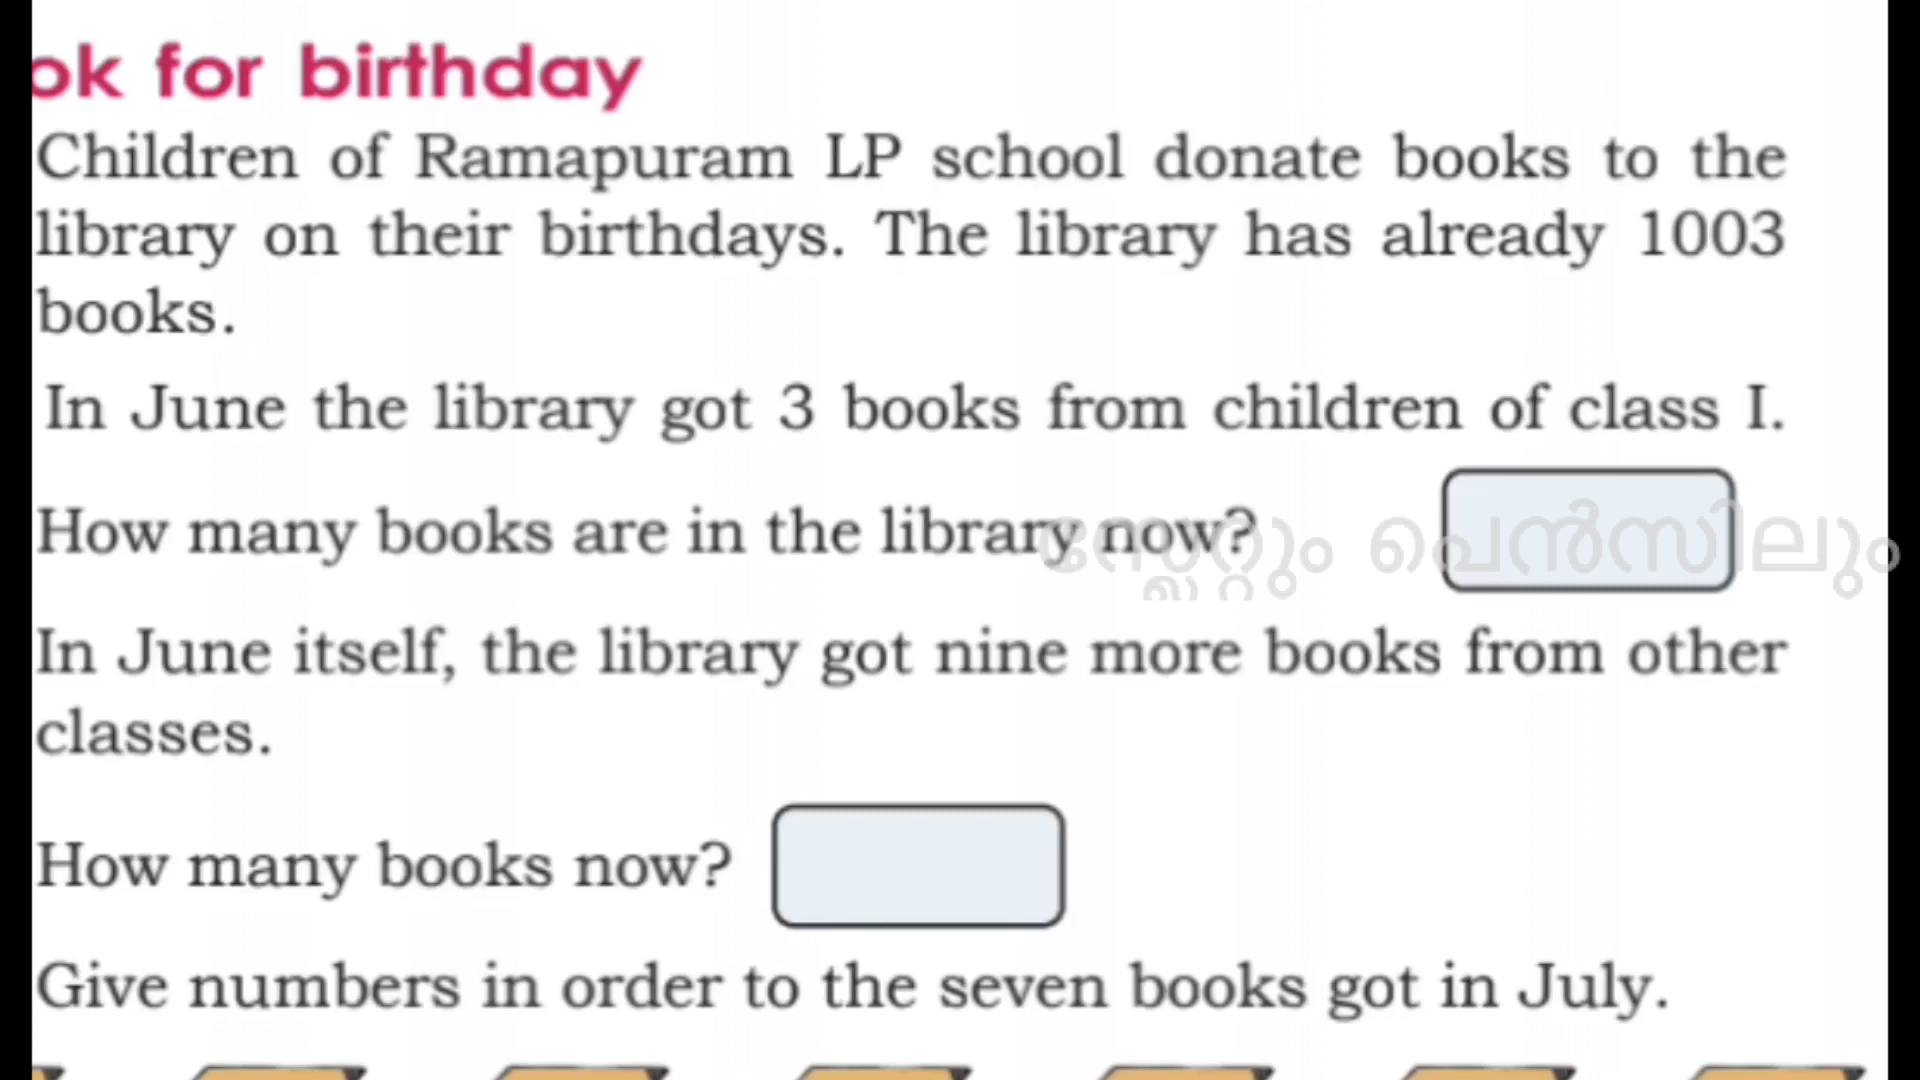 ok for birthday
Children of Ramapuram LP school donate books to the
library on their birthdays. The library has already 1003
books.
In June the library got 3 books from children of class I.
How many books are in the library now?
സ്ലേറ്റും പെൻസിലും
In June itself, the library got nine more books from other
classes.
How many books now?
Give numbers in order to the seven books got in July.